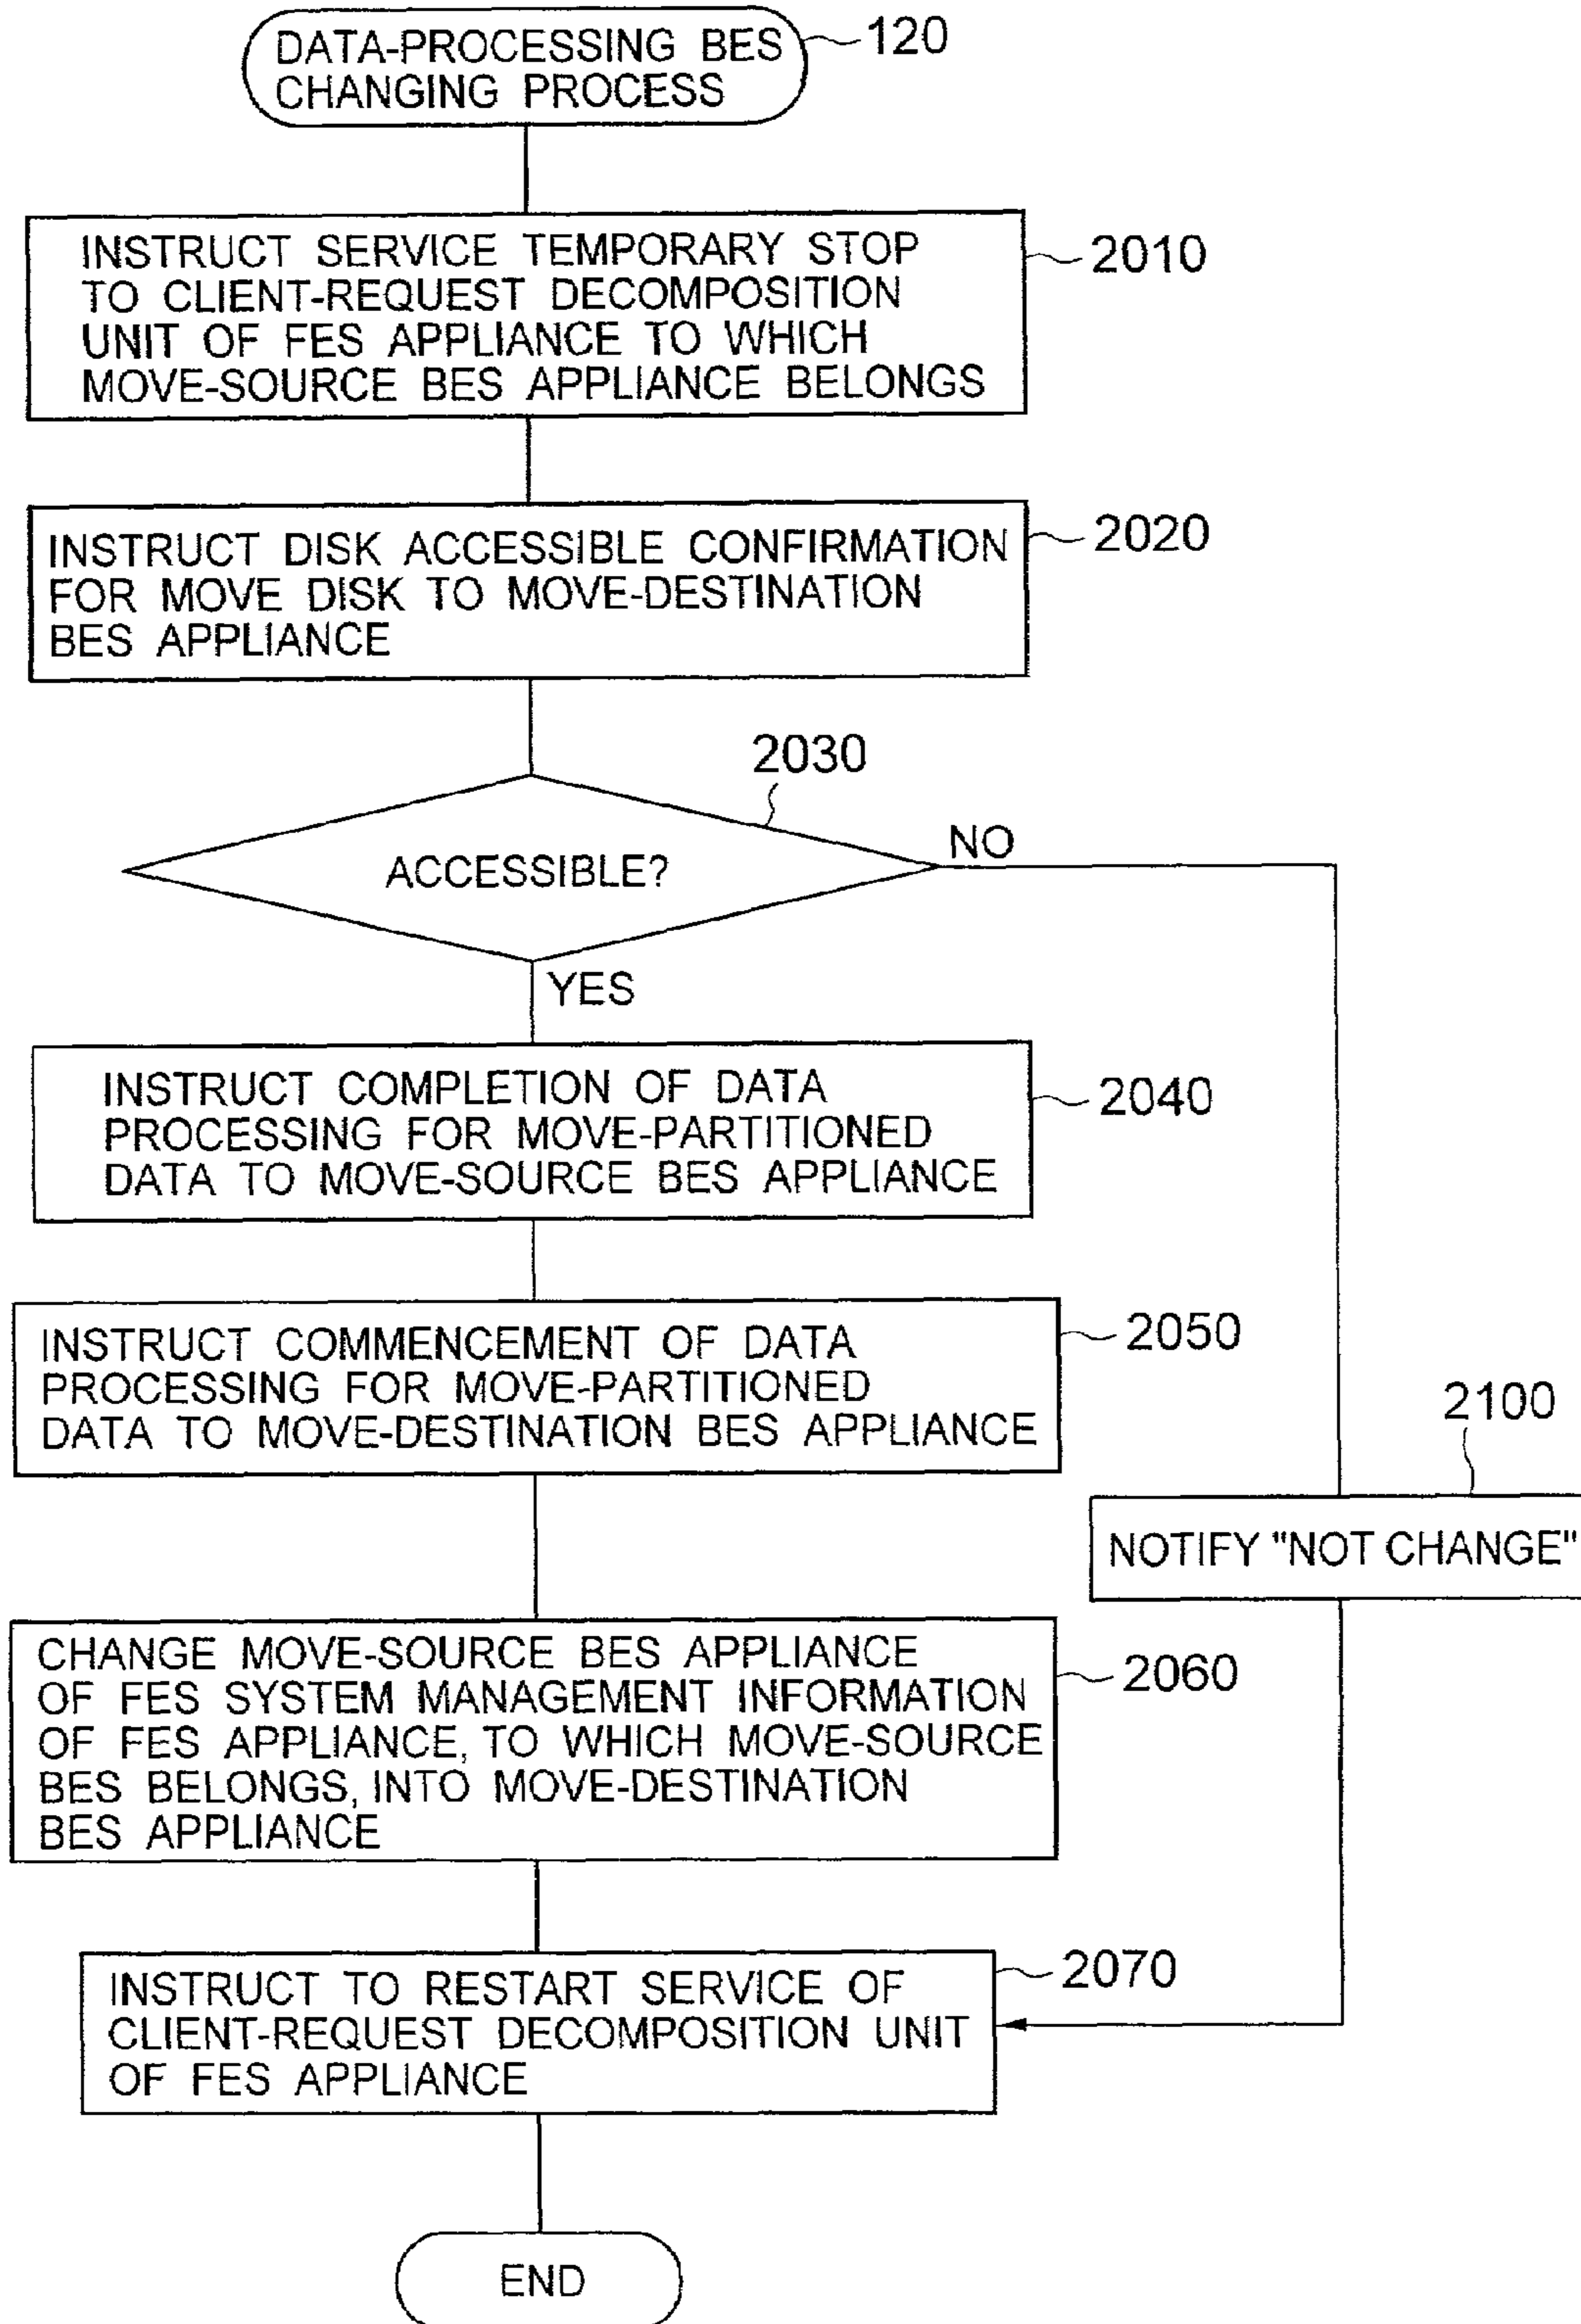 DATA-PROCESSING BES
CHANGING PROCESS
120
INSTRUCT SERVICE TEMPORARY STOP
TO CLIENT-REQUEST DECOMPOSITION
UNIT OF FES APPLIANCE TO WHICH
MOVE-SOURCE BES APPLIANCE BELONGS
2010
INSTRUCT DISK ACCESSIBLE CONFIRMATION
FOR MOVE DISK TO MOVE-DESTINATION
BES APPLIANCE
2020
2030
ACCESSIBLE?
NO
YES
INSTRUCT COMPLETION OF DATA
PROCESSING FOR MOVE-PARTITIONED
DATA TO MOVE-SOURCE BES APPLIANCE
2040
INSTRUCT COMMENCEMENT OF DATA
PROCESSING FOR MOVE-PARTITIONED
DATA TO MOVE-DESTINATION BES APPLIANCE
2050
2100
NOTIFY "NOT CHANGE"
CHANGE MOVE-SOURCE BES APPLIANCE
OF FES SYSTEM MANAGEMENT INFORMATION
OF FES APPLIANCE, TO WHICH MOVE-SOURCE
BES BELONGS, INTO MOVE-DESTINATION
BES APPLIANCE
2060
INSTRUCT TO RESTART SERVICE OF
CLIENT-REQUEST DECOMPOSITION UNIT
OF FES APPLIANCE
2070
END